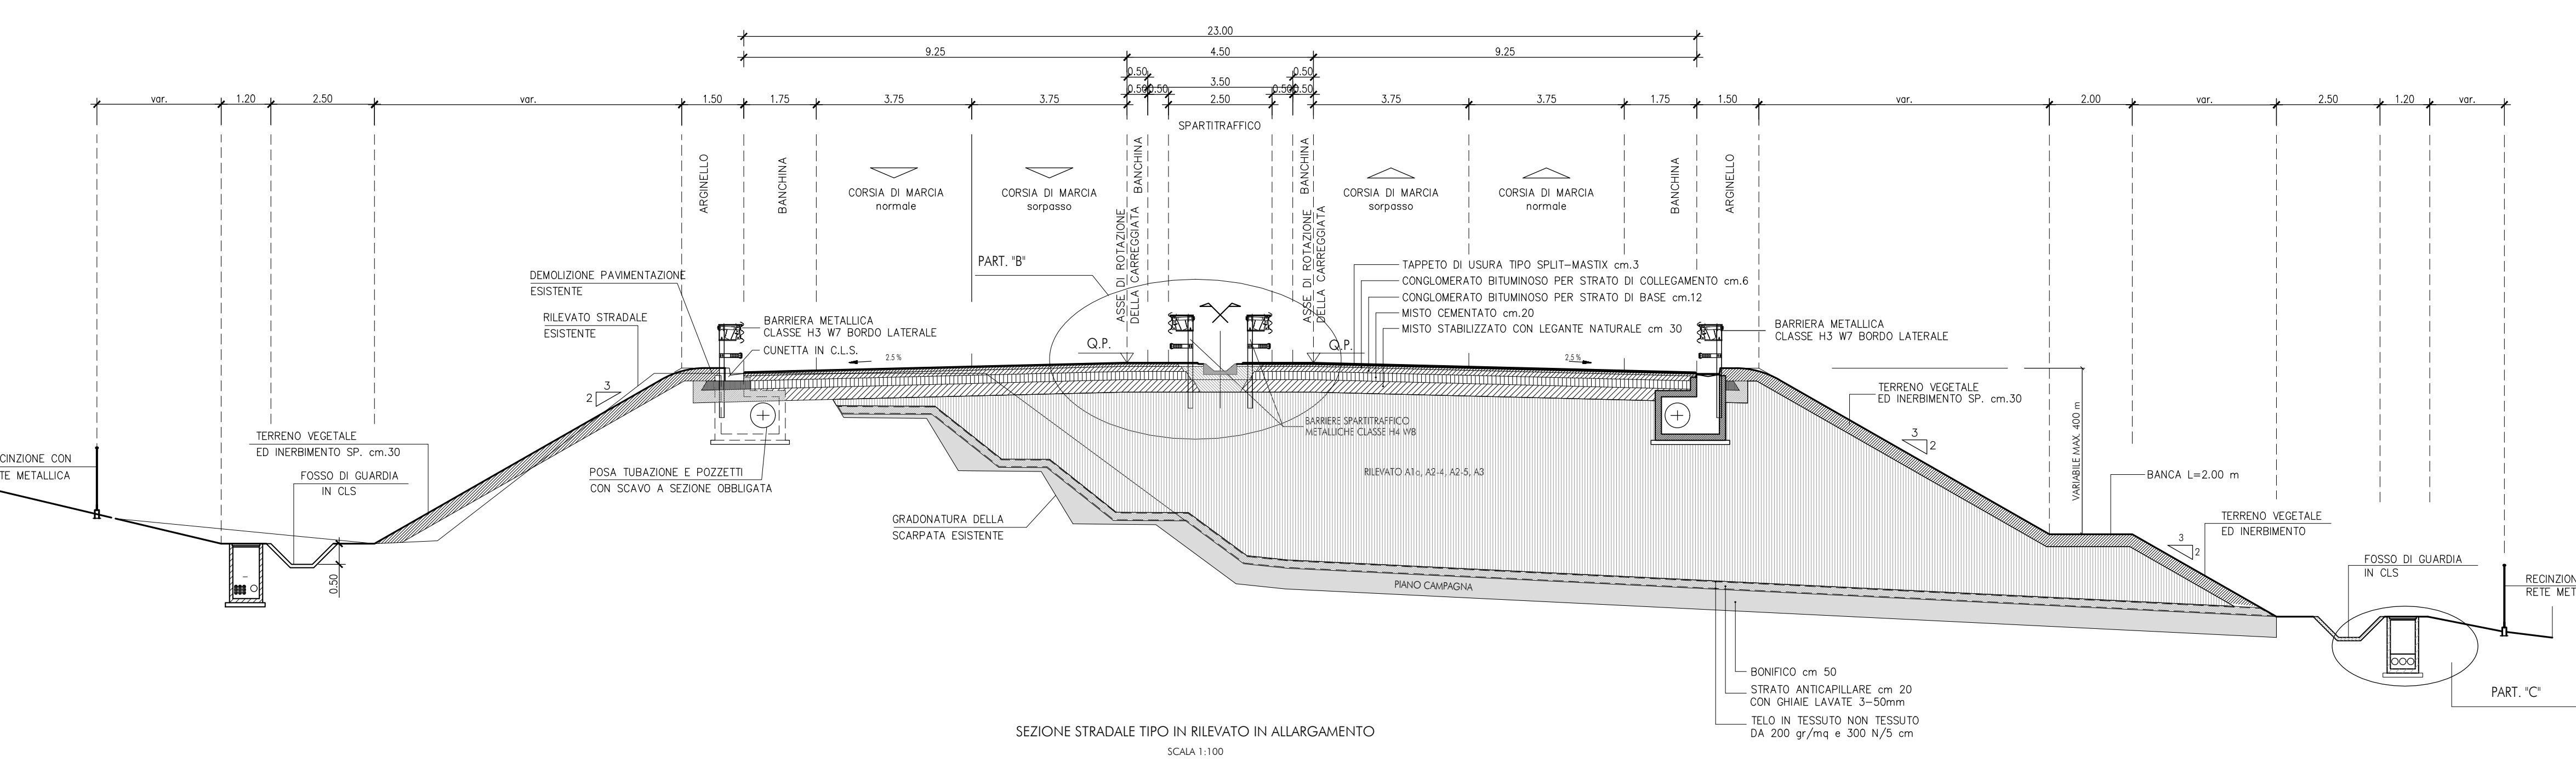 23.00
9.25
4.50
9.25
0.50
0.50
3.50
var.
1.20
2.50
var.
1.50
1.75
3.75
3.75
0.50
0.50
2.50
0.50
0.50
3.75
3.75
1.75
1.50
var.
2.00
var.
2.50
1.20
var.
SPARTITRAFFICO
ARGINELLO
BANCHINA
CORSIA DI MARCIA
normale
CORSIA DI MARCIA
sorpasso
ASSE DI ROTAZIONE
DELLA CARREGGIATA
BANCHINA
ASSE DI ROTAZIONE
DELLA CARREGGIATA
BANCHINA
CORSIA DI MARCIA
sorpasso
CORSIA DI MARCIA
normale
BANCHINA
ARGINELLO
PART. "B"
TAPPETO DI USURA TIPO SPLIT-MASTIX cm.3
CONGLOMERATO BITUMINOSO PER STRATO DI COLLEGAMENTO cm.6
CONGLOMERATO BITUMINOSO PER STRATO DI BASE cm.12
MISTO CEMENTATO cm.20
MISTO STABILIZZATO CON LEGANTE NATURALE cm 30
DEMOLIZIONE PAVIMENTAZIONE
ESISTENTE
RILEVATO STRADALE
ESISTENTE
BARRIERA METALLICA
CLASSE H3 W7 BORDO LATERALE
CUNETTA IN C.L.S.
2.5%
Q.P.
Q.P.
2.5%
BARRIERA METALLICA
CLASSE H3 W7 BORDO LATERALE
3
2
TERRENO VEGETALE
ED INERBIMENTO SP. cm.30
BARRIERE SPARTITRAFFICO
METALLICHE CLASSE H4 W8
VARIABILE MAX. 400 m
3
2
TERRENO VEGETALE
ED INERBIMENTO SP. cm.30
CINZIONE CON
TE METALLICA
FOSSO DI GUARDIA
IN CLS
POSA TUBAZIONE E POZZETTI
CON SCAVO A SEZIONE OBBLIGATA
RILEVATO A1a, A2-4, A2-5, A3
BANCA L=2.00 m
GRADONATURA DELLA
SCARPATA ESISTENTE
TERRENO VEGETALE
ED INERBIMENTO
3
2
0.50
PIANO CAMPAGNA
FOSSO DI GUARDIA
IN CLS
RECINZION
RETE MET
BONIFICO cm 50
STRATO ANTICAPILLARE cm 20
CON GHIAIE LAVATE 3-50mm
TELO IN TESSUTO NON TESSUTO
DA 200 gr/mq e 300 N/5 cm
PART. "C"
SEZIONE STRADALE TIPO IN RILEVATO IN ALLARGAMENTO
SCALA 1:100